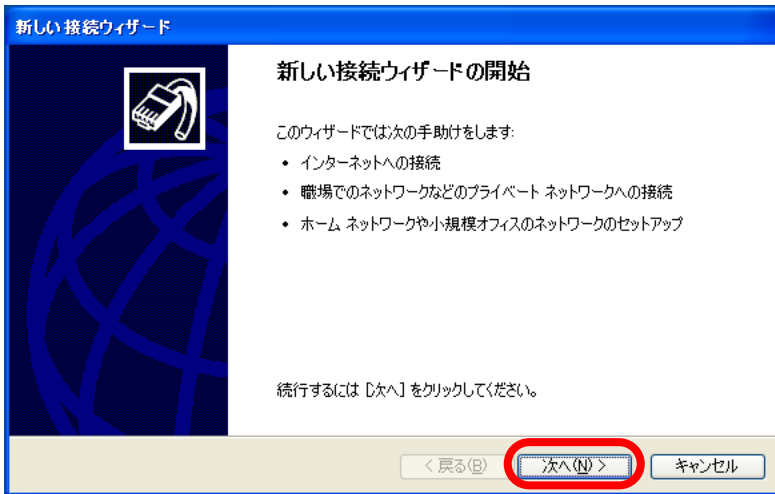 新しい接続ウィザード
新しい接続ウィザードの開始
このウィザードでは次の手助けをします:
• インターネットへの接続
• 職場でのネットワークなどのプライベート ネットワークへの接続
• ホーム ネットワークや小規模オフィスのネットワークのセットアップ
続行するには [次へ] をクリックしてください。
< 戻る(B) 次へ(N) > キャンセル